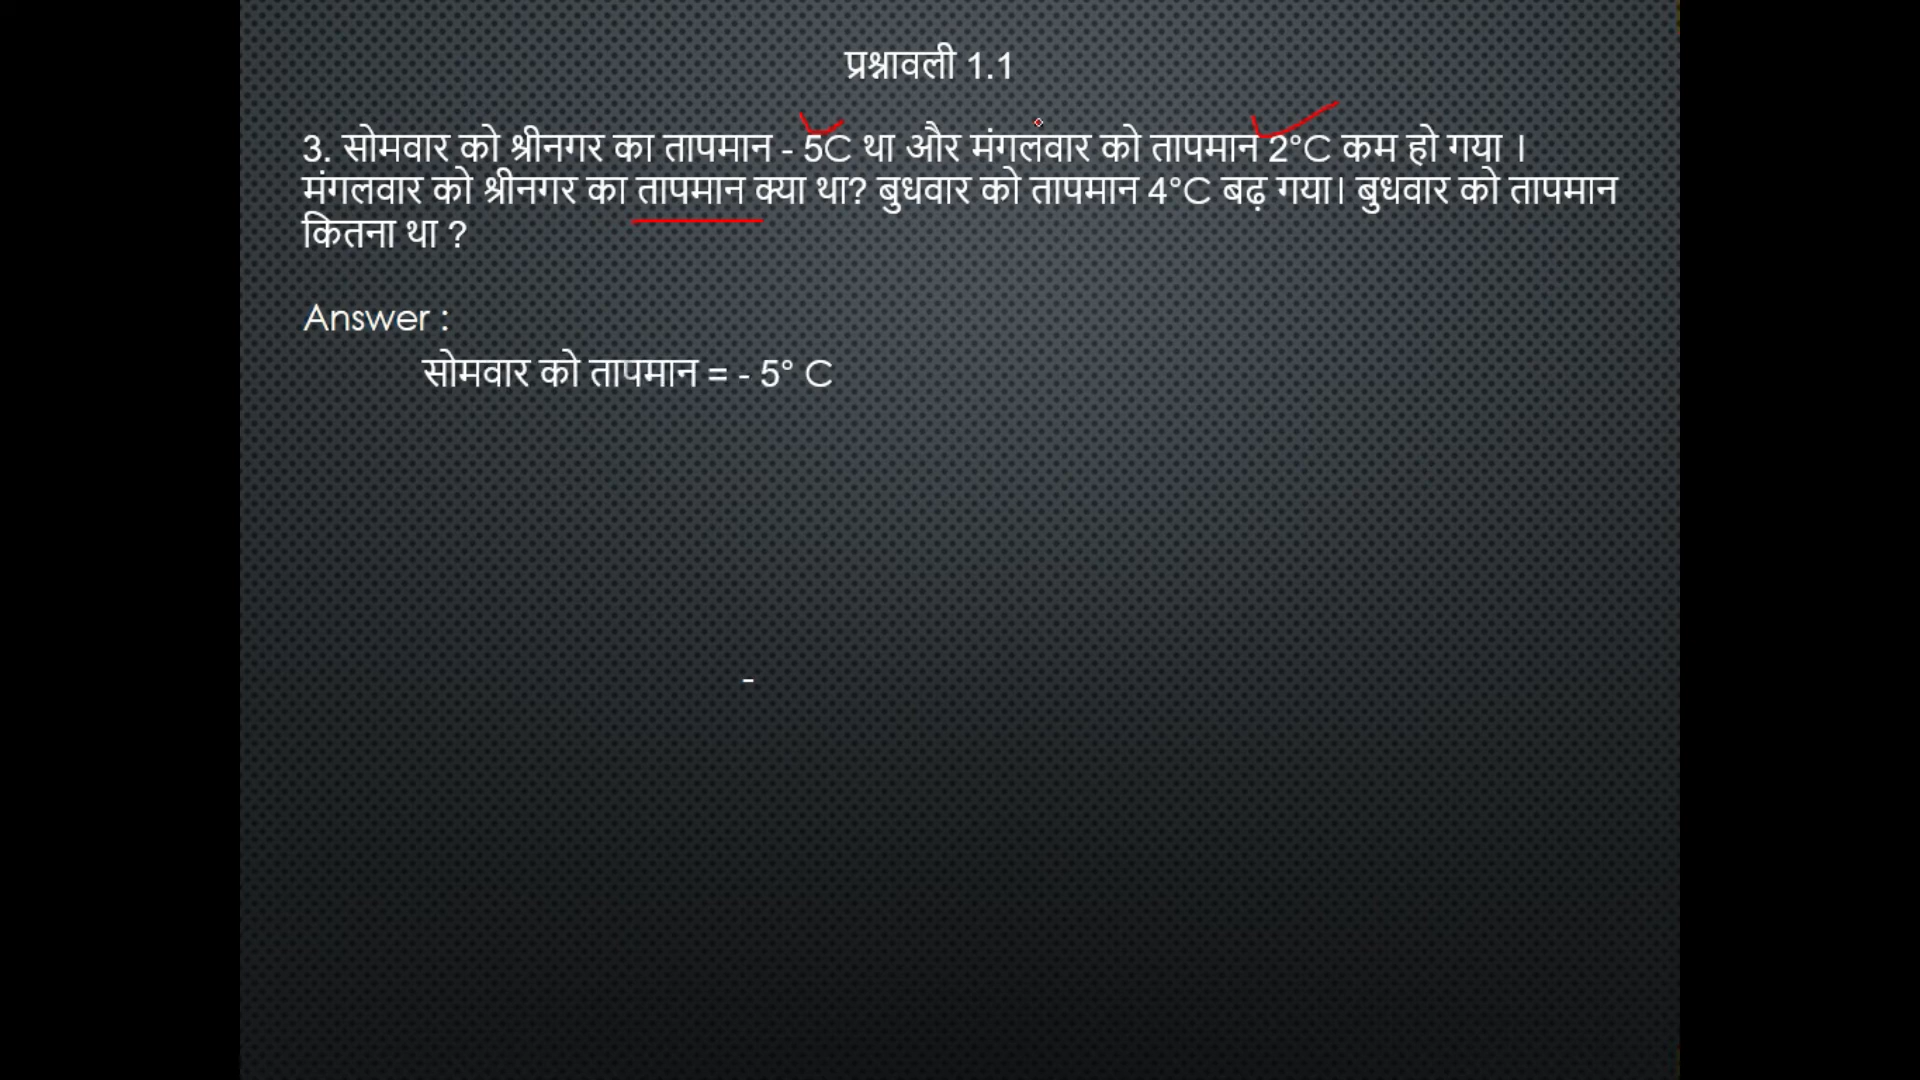 प्रश्नावली 1.1
3. सोमवार को श्रीनगर का तापमान - 5C था और मंगलवार को तापमान 2°C कम हो गया ।
मंगलवार को श्रीनगर का तापमान क्या था? बुधवार को तापमान 4°C बढ़ गया। बुधवार को तापमान
कितना था ?
Answer :
सोमवार को तापमान = - 5° C
-